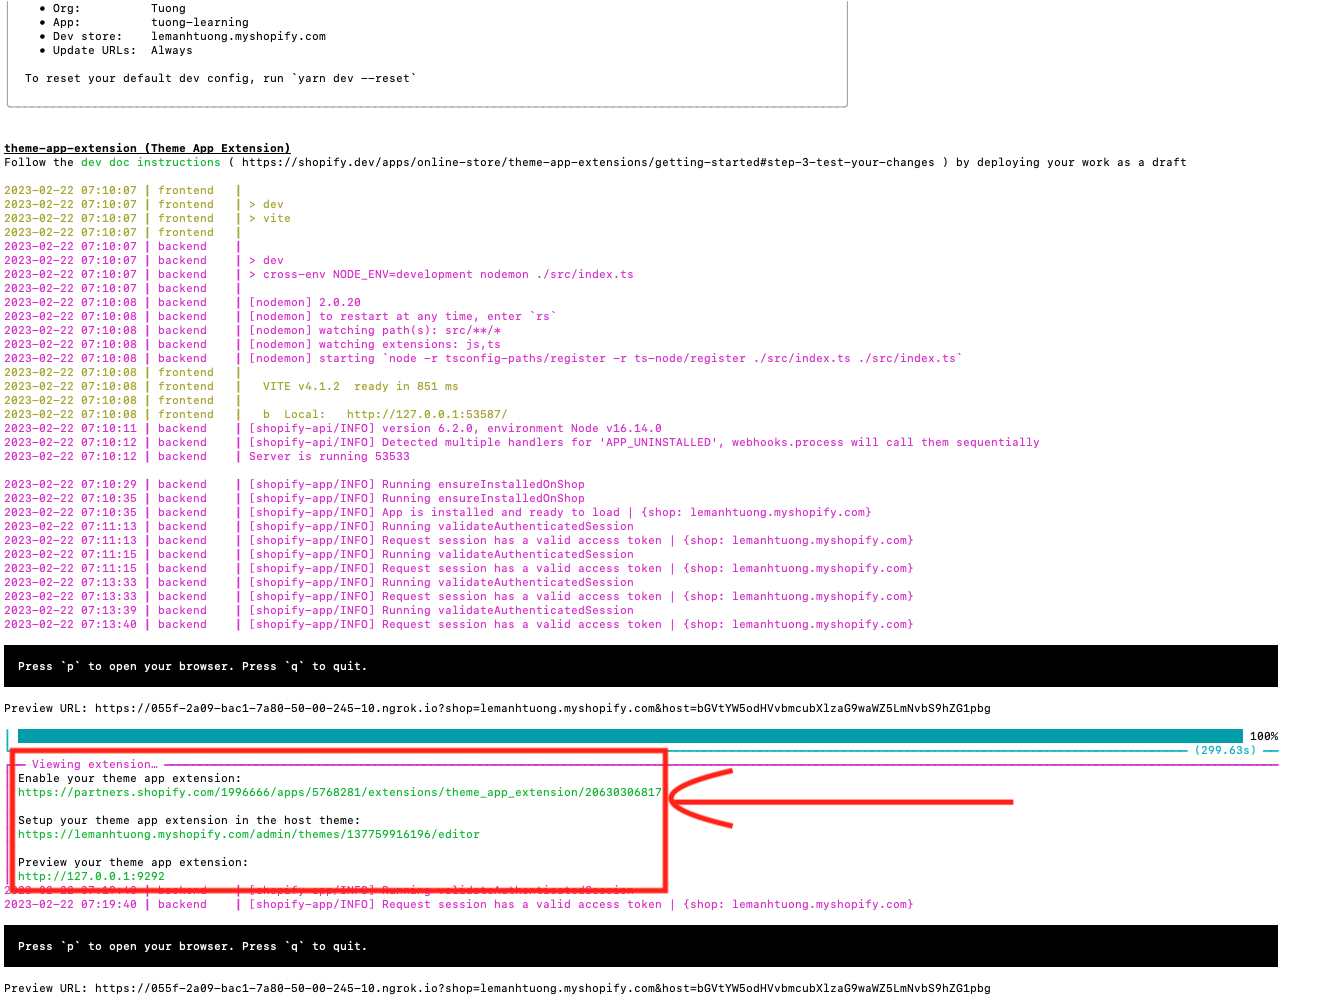 • Org: Tuong
• App: tuong-learning
• Dev store: lemanhtuong.myshopify.com
• Update URLs: Always
To reset your default dev config, run `yarn dev --reset`
theme-app-extension (Theme App Extension)
Follow the dev doc instructions ( https://shopify.dev/apps/online-store/theme-app-extensions/getting-started#step-3-test-your-changes ) by deploying your work as a draft
2023-02-22 07:10:07 | frontend |
2023-02-22 07:10:07 | frontend | > dev
2023-02-22 07:10:07 | frontend | > vite
2023-02-22 07:10:07 | frontend |
2023-02-22 07:10:07 | backend |
2023-02-22 07:10:07 | backend | > dev
2023-02-22 07:10:07 | backend | > cross-env NODE_ENV=development nodemon ./src/index.ts
2023-02-22 07:10:07 | backend |
2023-02-22 07:10:08 | backend | [nodemon] 2.0.20
2023-02-22 07:10:08 | backend | [nodemon] to restart at any time, enter `rs`
2023-02-22 07:10:08 | backend | [nodemon] watching path(s): src/**/*
2023-02-22 07:10:08 | backend | [nodemon] watching extensions: js,ts
2023-02-22 07:10:08 | backend | [nodemon] starting `node -r tsconfig-paths/register -r ts-node/register ./src/index.ts ./src/index.ts`
2023-02-22 07:10:08 | frontend |
2023-02-22 07:10:08 | frontend | VITE v4.1.2 ready in 851 ms
2023-02-22 07:10:08 | frontend |
2023-02-22 07:10:08 | frontend | b Local: http://127.0.0.1:53587/
2023-02-22 07:10:11 | backend | [shopify-api/INFO] version 6.2.0, environment Node v16.14.0
2023-02-22 07:10:12 | backend | [shopify-api/INFO] Detected multiple handlers for 'APP_UNINSTALLED', webhooks.process will call them sequentially
2023-02-22 07:10:12 | backend | Server is running 53533
2023-02-22 07:10:29 | backend | [shopify-app/INFO] Running ensureInstalledOnShop
2023-02-22 07:10:35 | backend | [shopify-app/INFO] Running ensureInstalledOnShop
2023-02-22 07:10:35 | backend | [shopify-app/INFO] App is installed and ready to load | {shop: lemanhtuong.myshopify.com}
2023-02-22 07:11:13 | backend | [shopify-app/INFO] Running validateAuthenticatedSession
2023-02-22 07:11:13 | backend | [shopify-app/INFO] Request session has a valid access token | {shop: lemanhtuong.myshopify.com}
2023-02-22 07:11:15 | backend | [shopify-app/INFO] Running validateAuthenticatedSession
2023-02-22 07:11:15 | backend | [shopify-app/INFO] Request session has a valid access token | {shop: lemanhtuong.myshopify.com}
2023-02-22 07:13:33 | backend | [shopify-app/INFO] Running validateAuthenticatedSession
2023-02-22 07:13:33 | backend | [shopify-app/INFO] Request session has a valid access token | {shop: lemanhtuong.myshopify.com}
2023-02-22 07:13:39 | backend | [shopify-app/INFO] Running validateAuthenticatedSession
2023-02-22 07:13:40 | backend | [shopify-app/INFO] Request session has a valid access token | {shop: lemanhtuong.myshopify.com}
Press `p` to open your browser. Press `q` to quit.
Preview URL: https://055f-2a09-bac1-7a80-50-00-245-10.ngrok.io?shop=lemanhtuong.myshopify.com&host=bGVtYW5odHVvbmcubXlzaG9waWZ5LmNvbS9hZG1pbg
100%
(299.63s)
Viewing extension…
Enable your theme app extension:
https://partners.shopify.com/1996666/apps/5768281/extensions/theme_app_extension/20630306817
Setup your theme app extension in the host theme:
https://lemanhtuong.myshopify.com/admin/themes/137759916196/editor
Preview your theme app extension:
http://127.0.0.1:9292
2023-02-22 07:19:40 | backend | [shopify-app/INFO] Running validateAuthenticatedSession
2023-02-22 07:19:40 | backend | [shopify-app/INFO] Request session has a valid access token | {shop: lemanhtuong.myshopify.com}
Press `p` to open your browser. Press `q` to quit.
Preview URL: https://055f-2a09-bac1-7a80-50-00-245-10.ngrok.io?shop=lemanhtuong.myshopify.com&host=bGVtYW5odHVvbmcubXlzaG9waWZ5LmNvbS9hZG1pbg